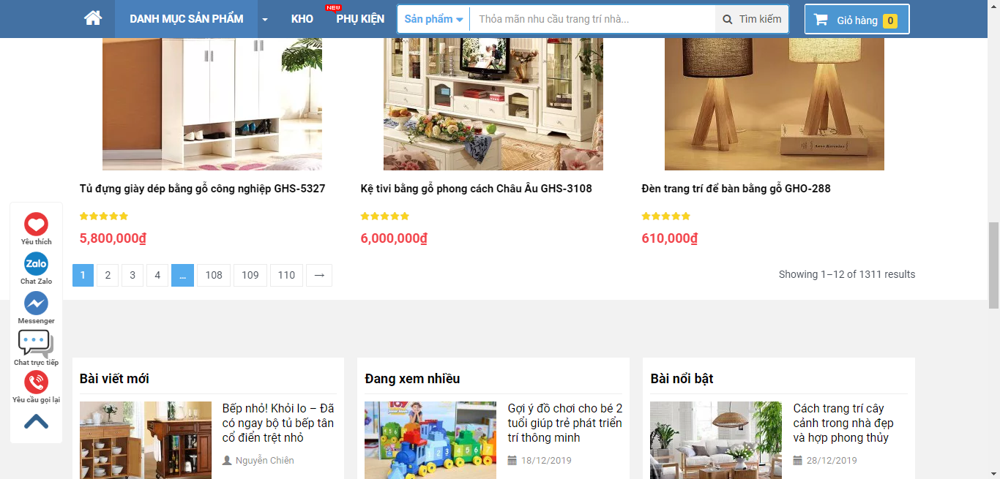 DANH MỤC SẢN PHẨM
KHO
NEW
PHỤ KIỆN
Sản phẩm
Thỏa mãn nhu cầu trang trí nhà...
Tìm kiếm
Giỏ hàng 0
Anna Karenina
Tủ đựng giày dép bằng gỗ công nghiệp GHS-5327
5,800,000₫
Kệ tivi bằng gỗ phong cách Châu Âu GHS-3108
6,000,000₫
Đèn trang trí để bàn bằng gỗ GHO-288
610,000₫
1 2 3 4 ... 108 109 110 →
Showing 1–12 of 1311 results
Yêu thích
Zalo
Chat Zalo
Messenger
Chat trực tiếp
Yêu cầu gọi lại
Bài viết mới
Bếp nhỏ! Khỏi lo – Đã
có ngay bộ tủ bếp tân
cổ điển trệt nhỏ
Nguyễn Chiên
Đang xem nhiều
Gợi ý đồ chơi cho bé 2
tuổi giúp trẻ phát triển
trí thông minh
18/12/2019
Bài nổi bật
Cách trang trí cây
cảnh trong nhà đẹp
và hợp phong thủy
28/12/2019